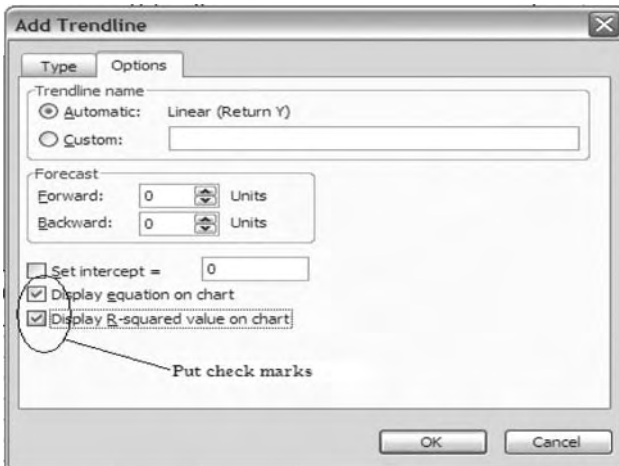 Add Trendline
Type Options
Trendline name
Automatic: Linear (Return Y)
Custom:
Forecast
Forward: 0 Units
Backward: 0 Units
Set intercept = 0
Display equation on chart
Display R-squared value on chart
Put check marks
OK Cancel